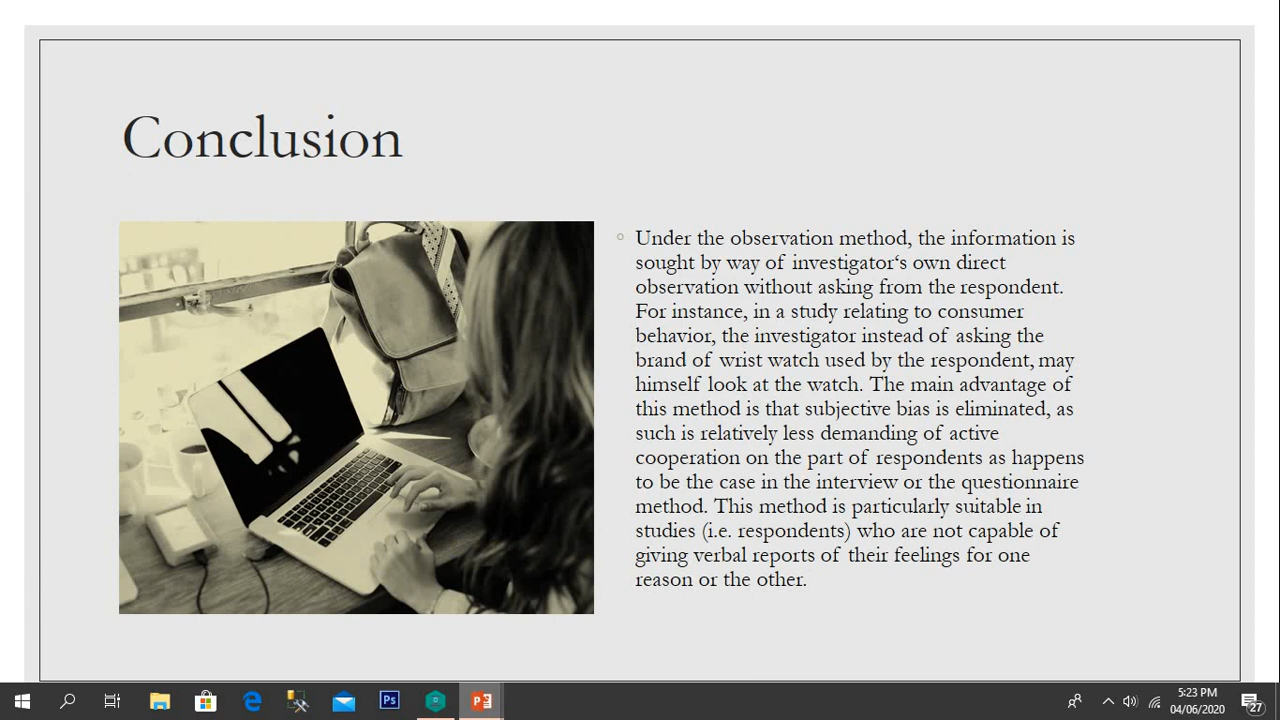 Conclusion
Under the observation method, the information is
sought by way of investigator‘s own direct
observation without asking from the respondent.
For instance, in a study relating to consumer
behavior, the investigator instead of asking the
brand of wrist watch used by the respondent, may
himself look at the watch. The main advantage of
this method is that subjective bias is eliminated, as
such is relatively less demanding of active
cooperation on the part of respondents as happens
to be the case in the interview or the questionnaire
method. This method is particularly suitable in
studies (i.e. respondents) who are not capable of
giving verbal reports of their feelings for one
reason or the other.
Ps
5:23 PM
04/06/2020
27